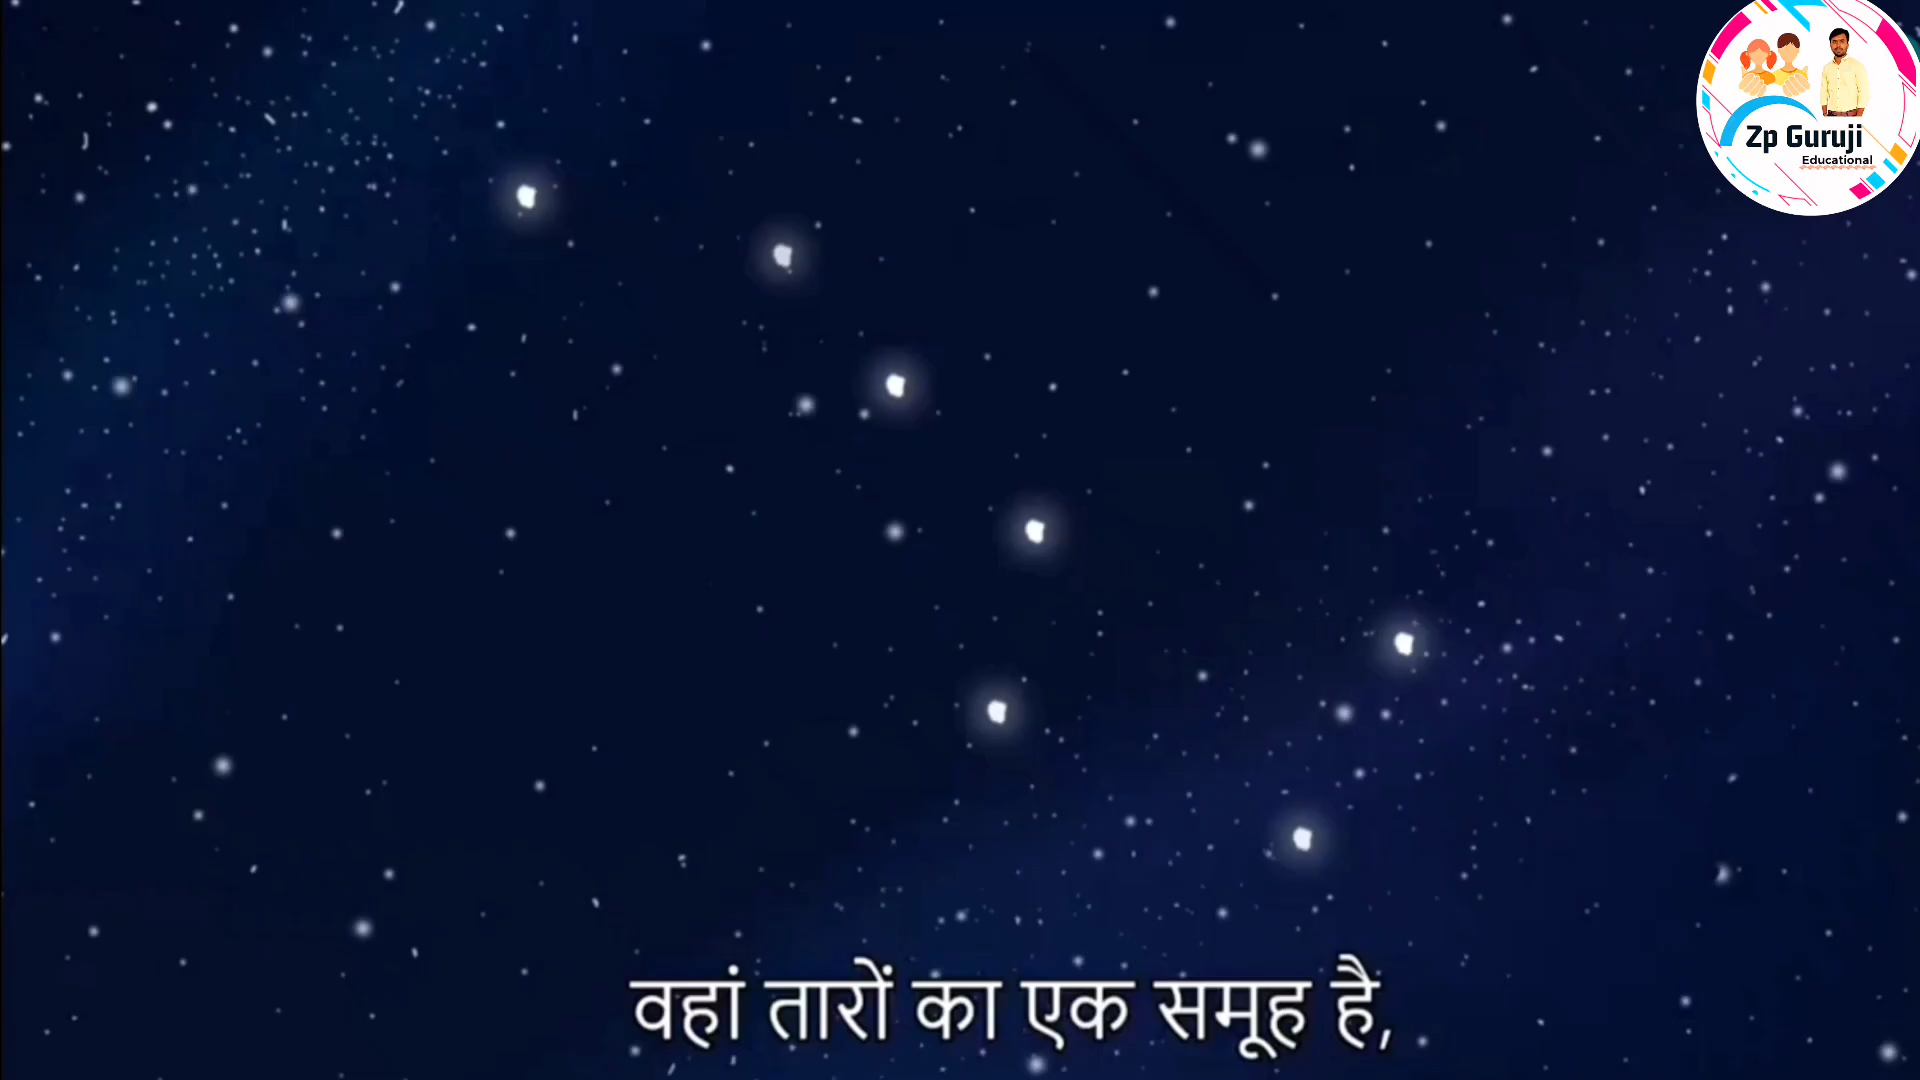 Zp Guruji
Educational
वहां तारों का एक समूह है,